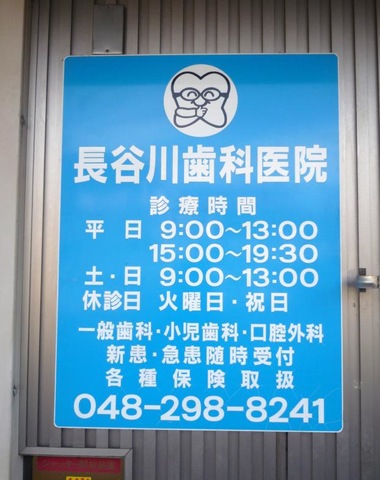 長谷川歯科医院
診療時間
平 日 9:00〜13:00
15:00〜19:30
土・日 9:00〜13:00
休診日 火曜日・祝日
一般歯科・小児歯科・口腔外科
新患・急患随時受付
各種保険取扱
048-298-8241